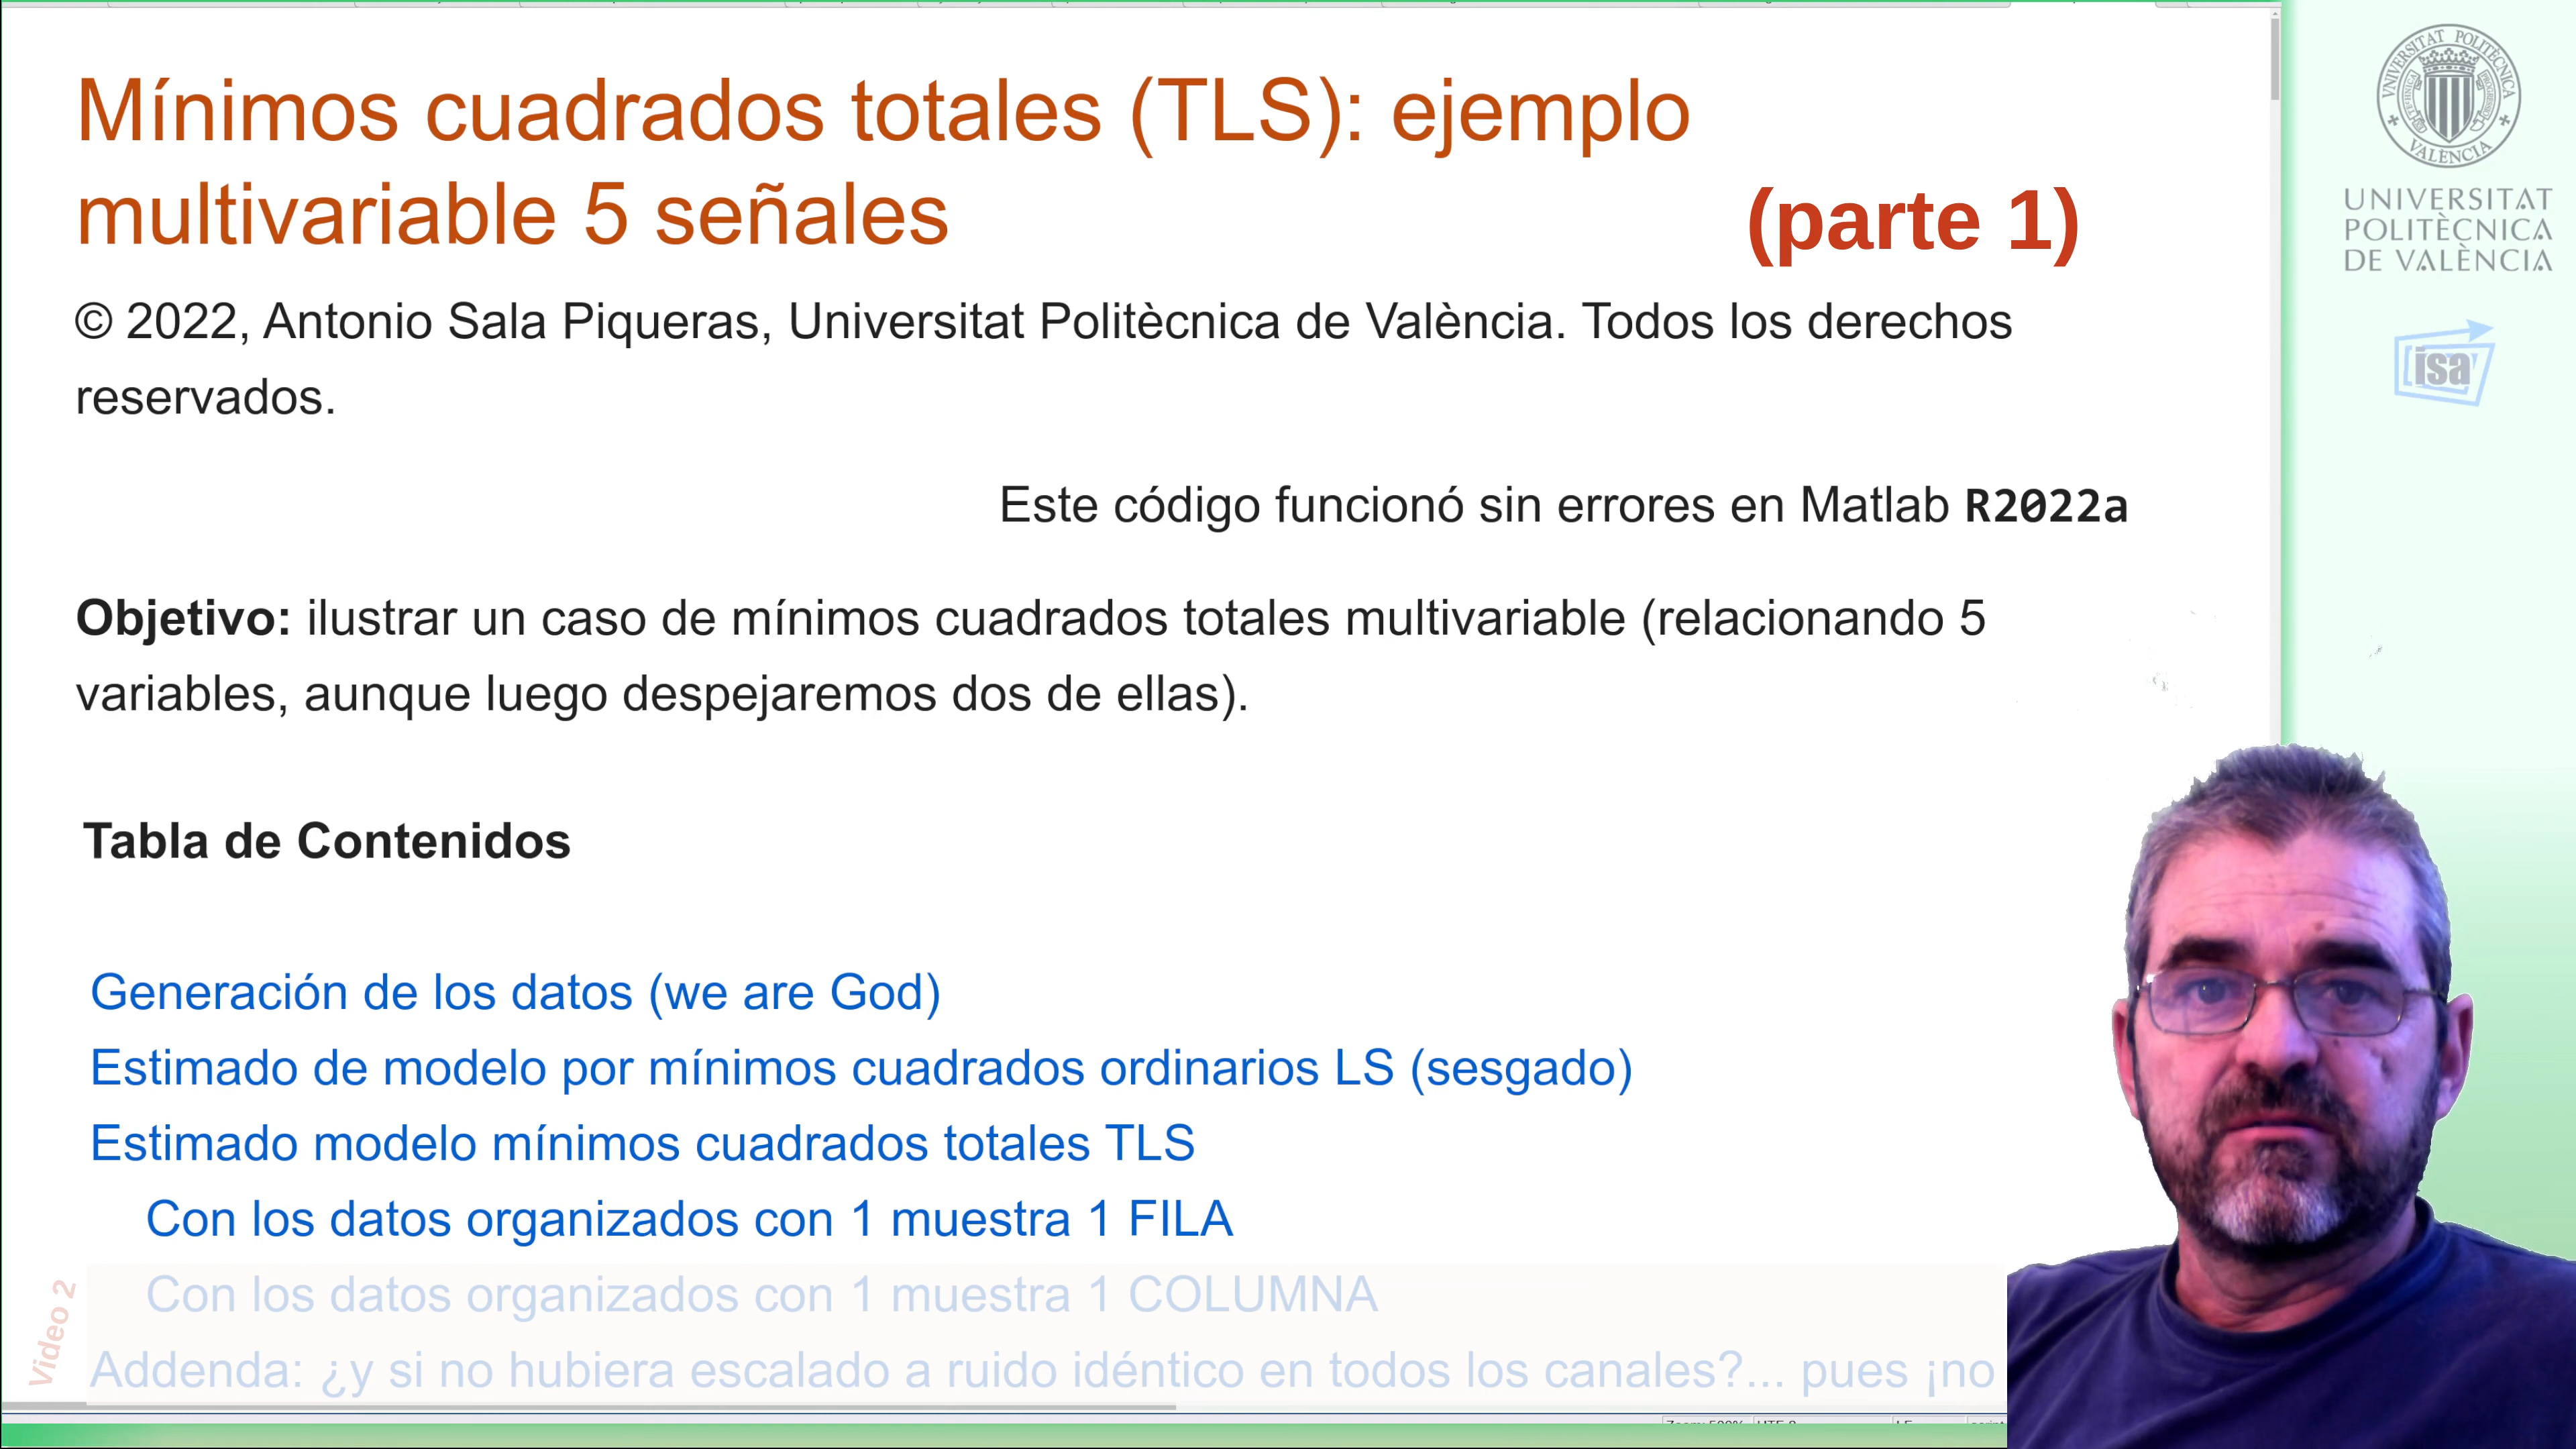 Mínimos cuadrados totales (TLS): ejemplo
multivariable 5 señales (parte 1)
© 2022, Antonio Sala Piqueras, Universitat Politècnica de València. Todos los derechos
reservados.
Este código funcionó sin errores en Matlab R2022a
Objetivo: ilustrar un caso de mínimos cuadrados totales multivariable (relacionando 5
variables, aunque luego despejaremos dos de ellas).
Tabla de Contenidos
Generación de los datos (we are God)
Estimado de modelo por mínimos cuadrados ordinarios LS (sesgado)
Estimado modelo mínimos cuadrados totales TLS
Con los datos organizados con 1 muestra 1 FILA
Con los datos organizados con 1 muestra 1 COLUMNA
Addenda: ¿y si no hubiera escalado a ruido idéntico en todos los canales?... pues ¡no
Video 2
UNIVERSITAT POLITÈCNICA
VALÈNCIA
UNIVERSITAT
POLITÈCNICA
DE VALÈNCIA
isa